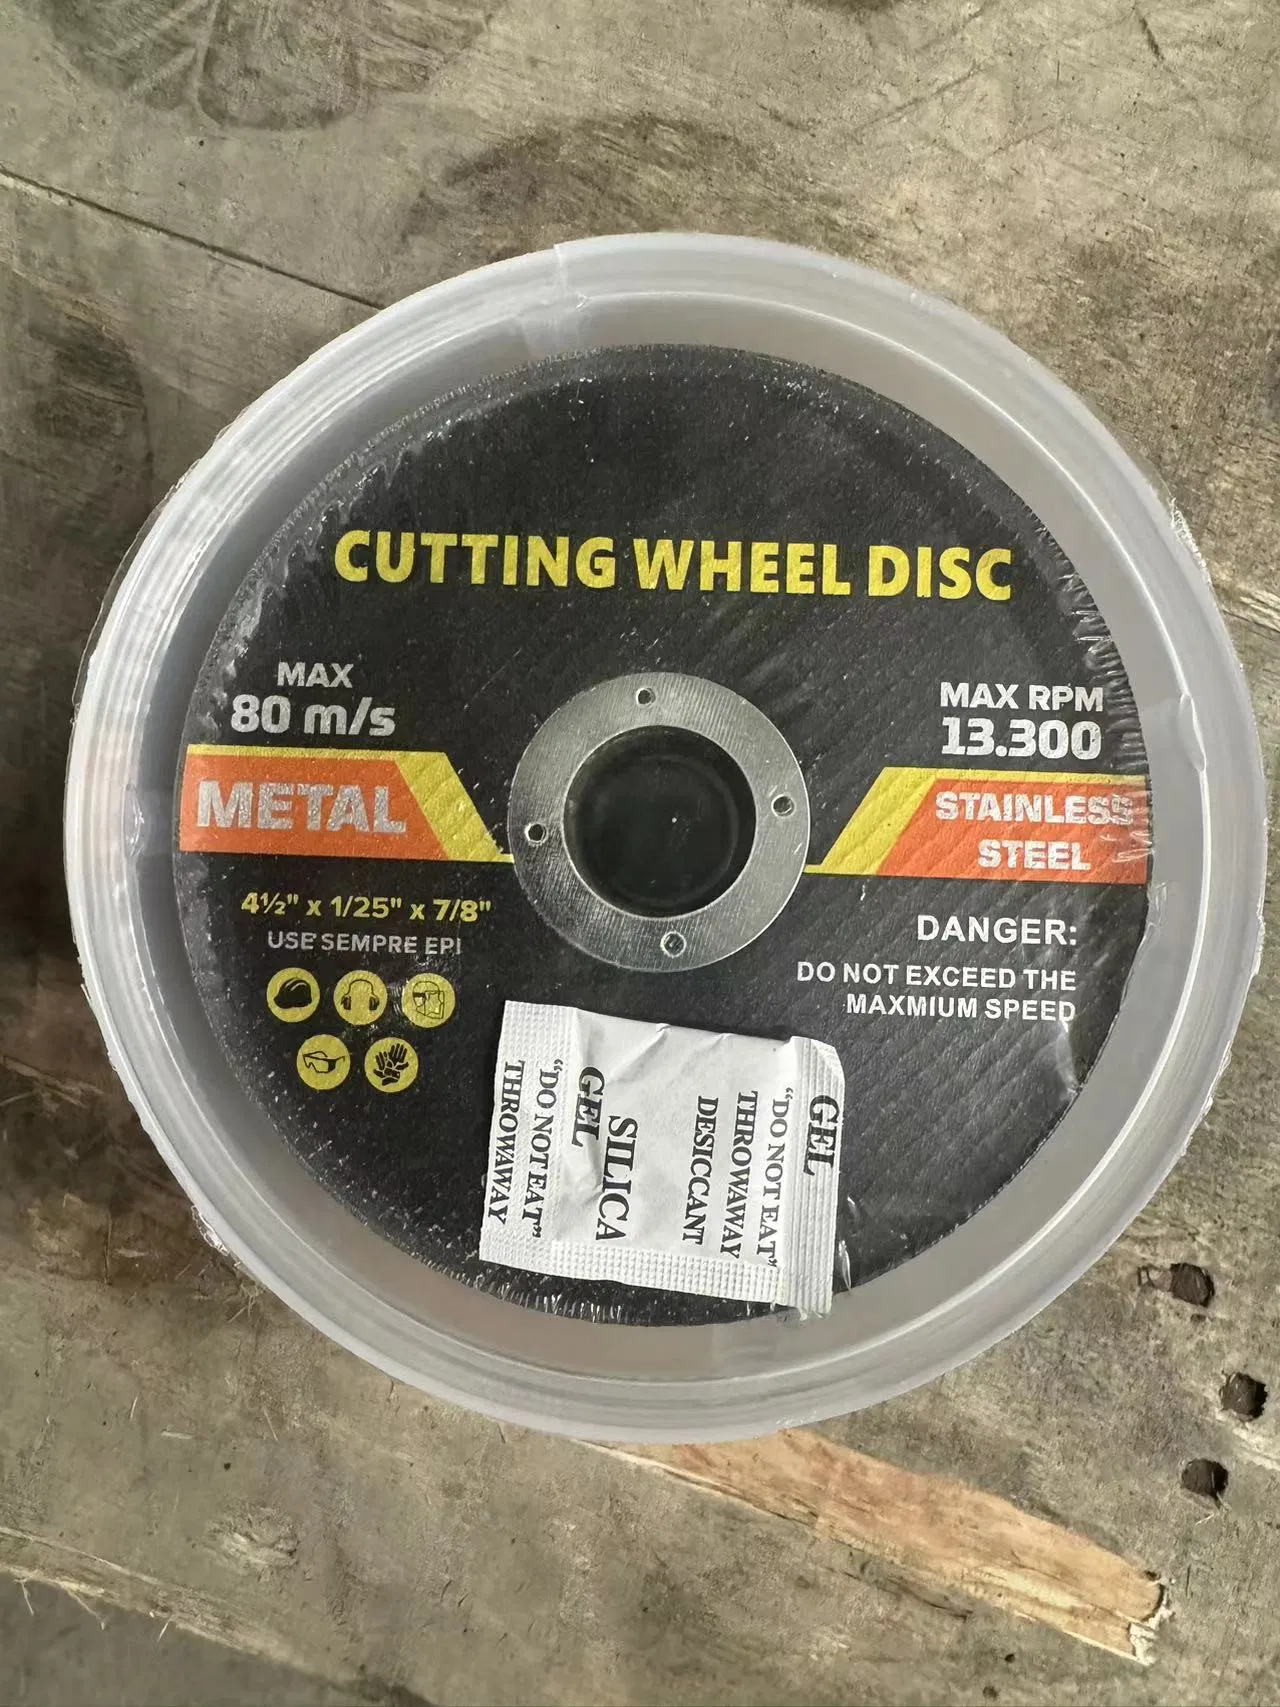 CUTTING WHEEL DISC
MAX
80 m/s
METAL
4½" x 1/25" x 7/8"
USE SEMPRE EPI
MAX RPM
13.300
STAINLESS
STEEL
DANGER:
DO NOT EXCEED THE
MAXMIUM SPEED
GEL
"DO NOT EAT"
THROWAWAY
DESICCANT
SILICA
GEL
"DO NOT EAT"
THROWAWAY